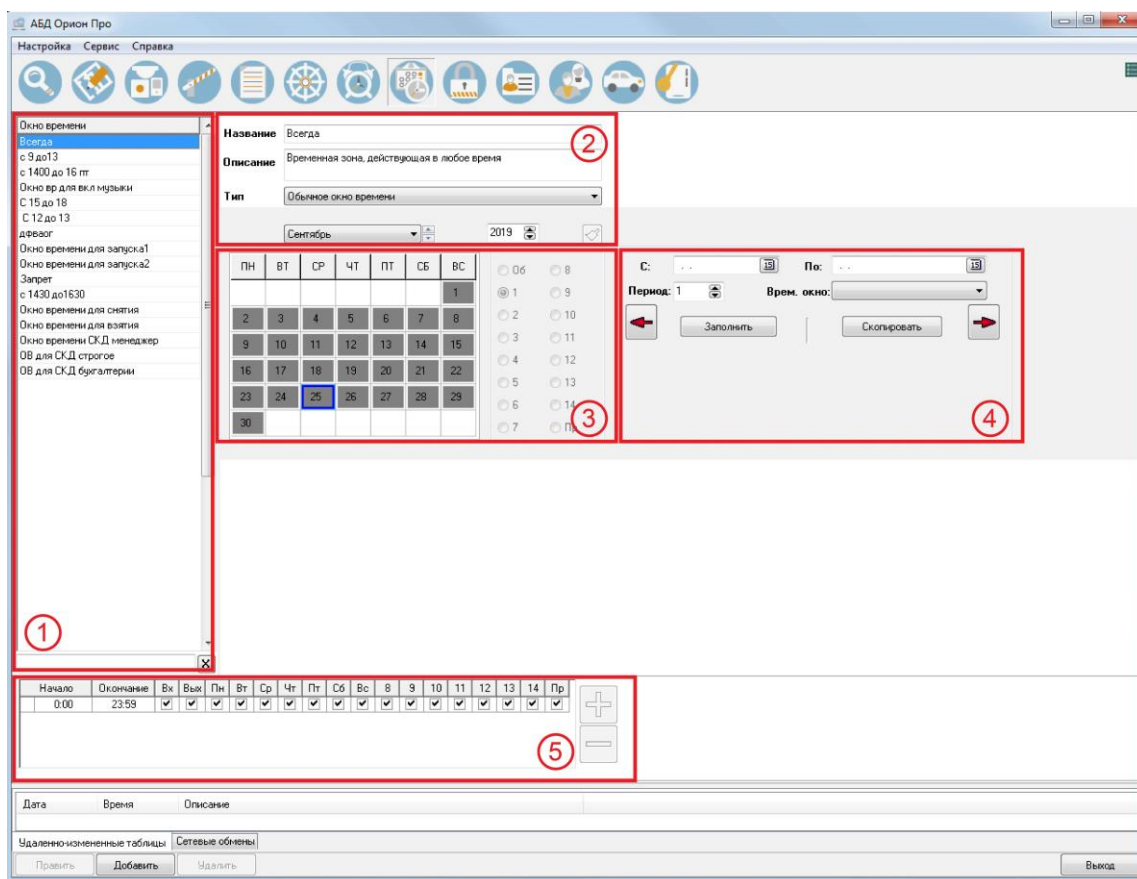 АБД Орион Про
Настройка Сервис Справка
Окно времени
Всегда
с 9 до13
с 1400 до 16 пт
Окно вр для вкл музыки
С 15 до 18
С 12 до 13
дфваог
Окно времени для запуска1
Окно времени для запуска2
Запрет
с 1430 до1630
Окно времени для снятия
Окно времени для взятия
Окно времени СКД менеджер
ОВ для СКД строгое
ОВ для СКД бухгалтерии
1
X
Название Всегда
Описание Временная зона, действующая в любое время
Тип Обычное окно времени
Сентябрь 2019
2
ПН ВТ СР ЧТ ПТ СБ ВС
1
2 3 4 5 6 7 8
9 10 11 12 13 14 15
16 17 18 19 20 21 22
23 24 25 26 27 28 29
30
Об 8
1 9
2 10
3 11
4 12
5 13
6 14
7 Пр
3
С: . . 15 По: . . 15
Период: 1 Врем. окно:
Заполнить Скопировать
4
Начало Окончание Вх Вых Пн Вт Ср Чт Пт Сб Вс 8 9 10 11 12 13 14 Пр
0:00 23:59
5
Дата Время Описание
Удаленно-измененные таблицы Сетевые обмены
Править Добавить Удалить Выход